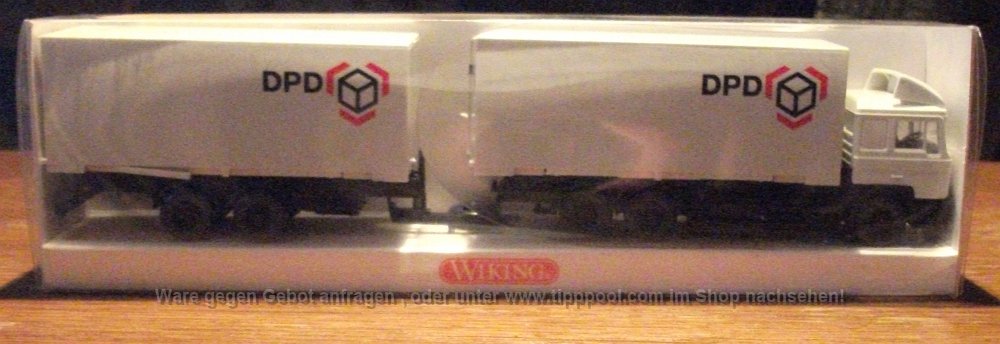 DPD
DPD
WIKING
Ware gegen Gebot anfragen , oder unter www.tipppool.com im Shop nachsehen!